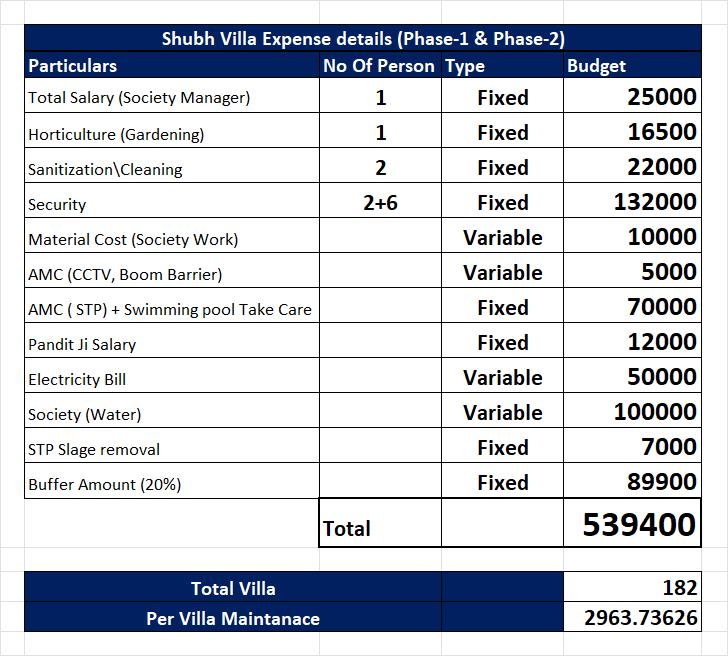 Shubh Villa Expense details (Phase-1 & Phase-2)
Particulars No Of Person Type Budget
Total Salary (Society Manager) 1 Fixed 25000
Horticulture (Gardening) 1 Fixed 16500
Sanitization\Cleaning 2 Fixed 22000
Security 2+6 Fixed 132000
Material Cost (Society Work) Variable 10000
AMC (CCTV, Boom Barrier) Variable 5000
AMC ( STP) + Swimming pool Take Care Fixed 70000
Pandit Ji Salary Fixed 12000
Electricity Bill Variable 50000
Society (Water) Variable 100000
STP Slage removal Fixed 7000
Buffer Amount (20%) Fixed 89900
Total 539400
Total Villa 182
Per Villa Maintanace 2963.73626